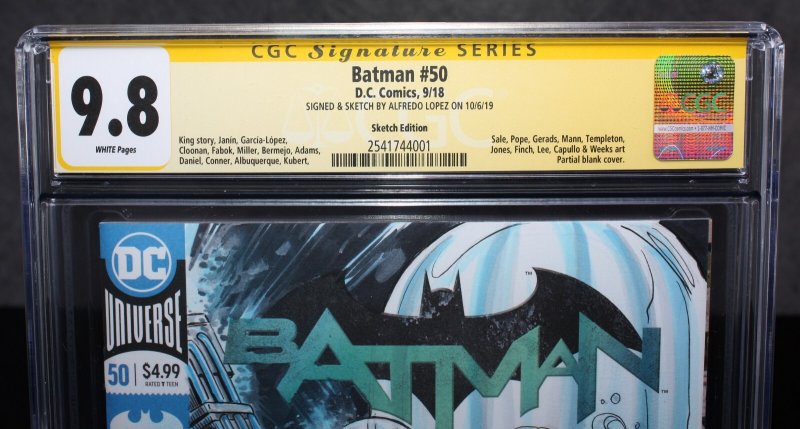 CGC Signature SERIES
9.8
WHITE Pages
Batman #50
D.C. Comics, 9/18
SIGNED & SKETCH BY ALFREDO LOPEZ ON 10/6/19
Sketch Edition
2541744001
King story, Janin, Garcia-López,
Cloonan, Fabok, Miller, Bermejo, Adams,
Daniel, Conner, Albuquerque, Kubert,
Sale, Pope, Gerads, Mann, Templeton,
Jones, Finch, Lee, Capullo & Weeks art
Partial blank cover.
CGC
CGC
DC
UNIVERSE
50 $4.99
RATED T TEEN
BATMAN
TM
TM